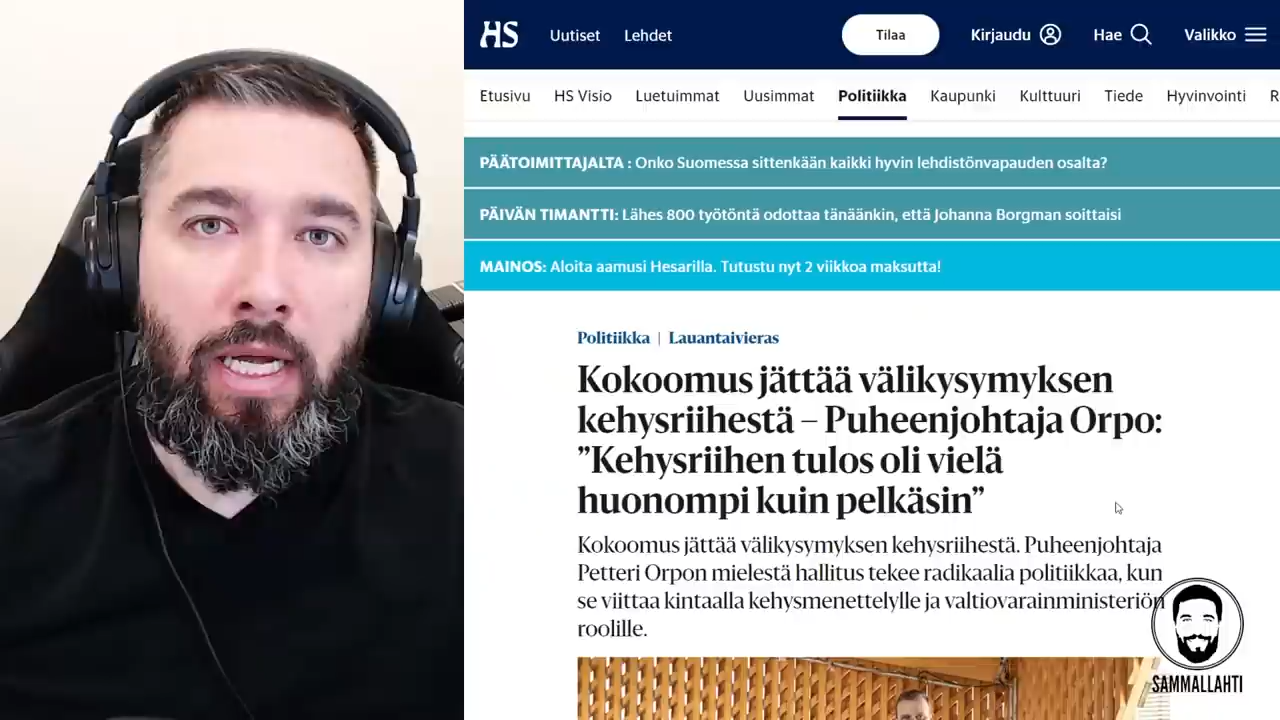 HS Uutiset Lehdet Tilaa Kirjaudu Hae Valikko
Etusivu HS Visio Luetuimmat Uusimmat Politiikka Kaupunki Kulttuuri Tiede Hyvinvointi R
PÄÄTOIMITTAJALTA : Onko Suomessa sittenkään kaikki hyvin lehdistönvapauden osalta?
PÄIVÄN TIMANTTI: Lähes 800 työtöntä odottaa tänäänkin, että Johanna Borgman soittaisi
MAINOS: Aloita aamusi Hesarilla. Tutustu nyt 2 viikkoa maksutta!
Politiikka | Lauantaivieras
Kokoomus jättää välikysymyksen
kehysriihestä – Puheenjohtaja Orpo:
”Kehysriihen tulos oli vielä
huonompi kuin pelkäsin”
Kokoomus jättää välikysymyksen kehysriihestä. Puheenjohtaja
Petteri Orpon mielestä hallitus tekee radikaalia politiikkaa, kun
se viittaa kintaalla kehysmenettelylle ja valtiovarainministeriön
roolille.
SAMMALLAHTI